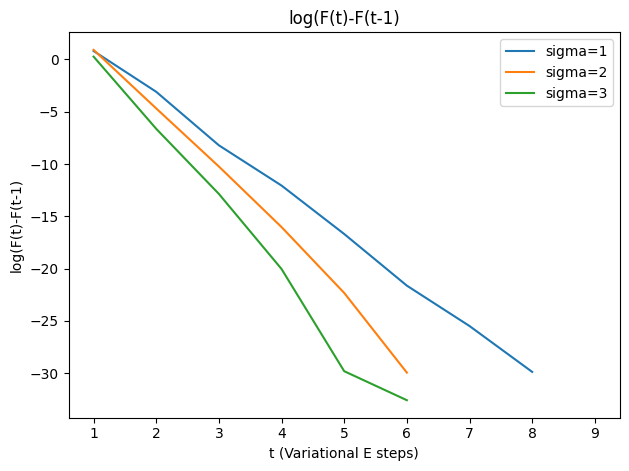 log(F(t)-F(t-1)
sigma=1
sigma=2
sigma=3
log(F(t)-F(t-1)
0
−5
−10
−15
−20
−25
−30
1 2 3 4 5 6 7 8 9
t (Variational E steps)